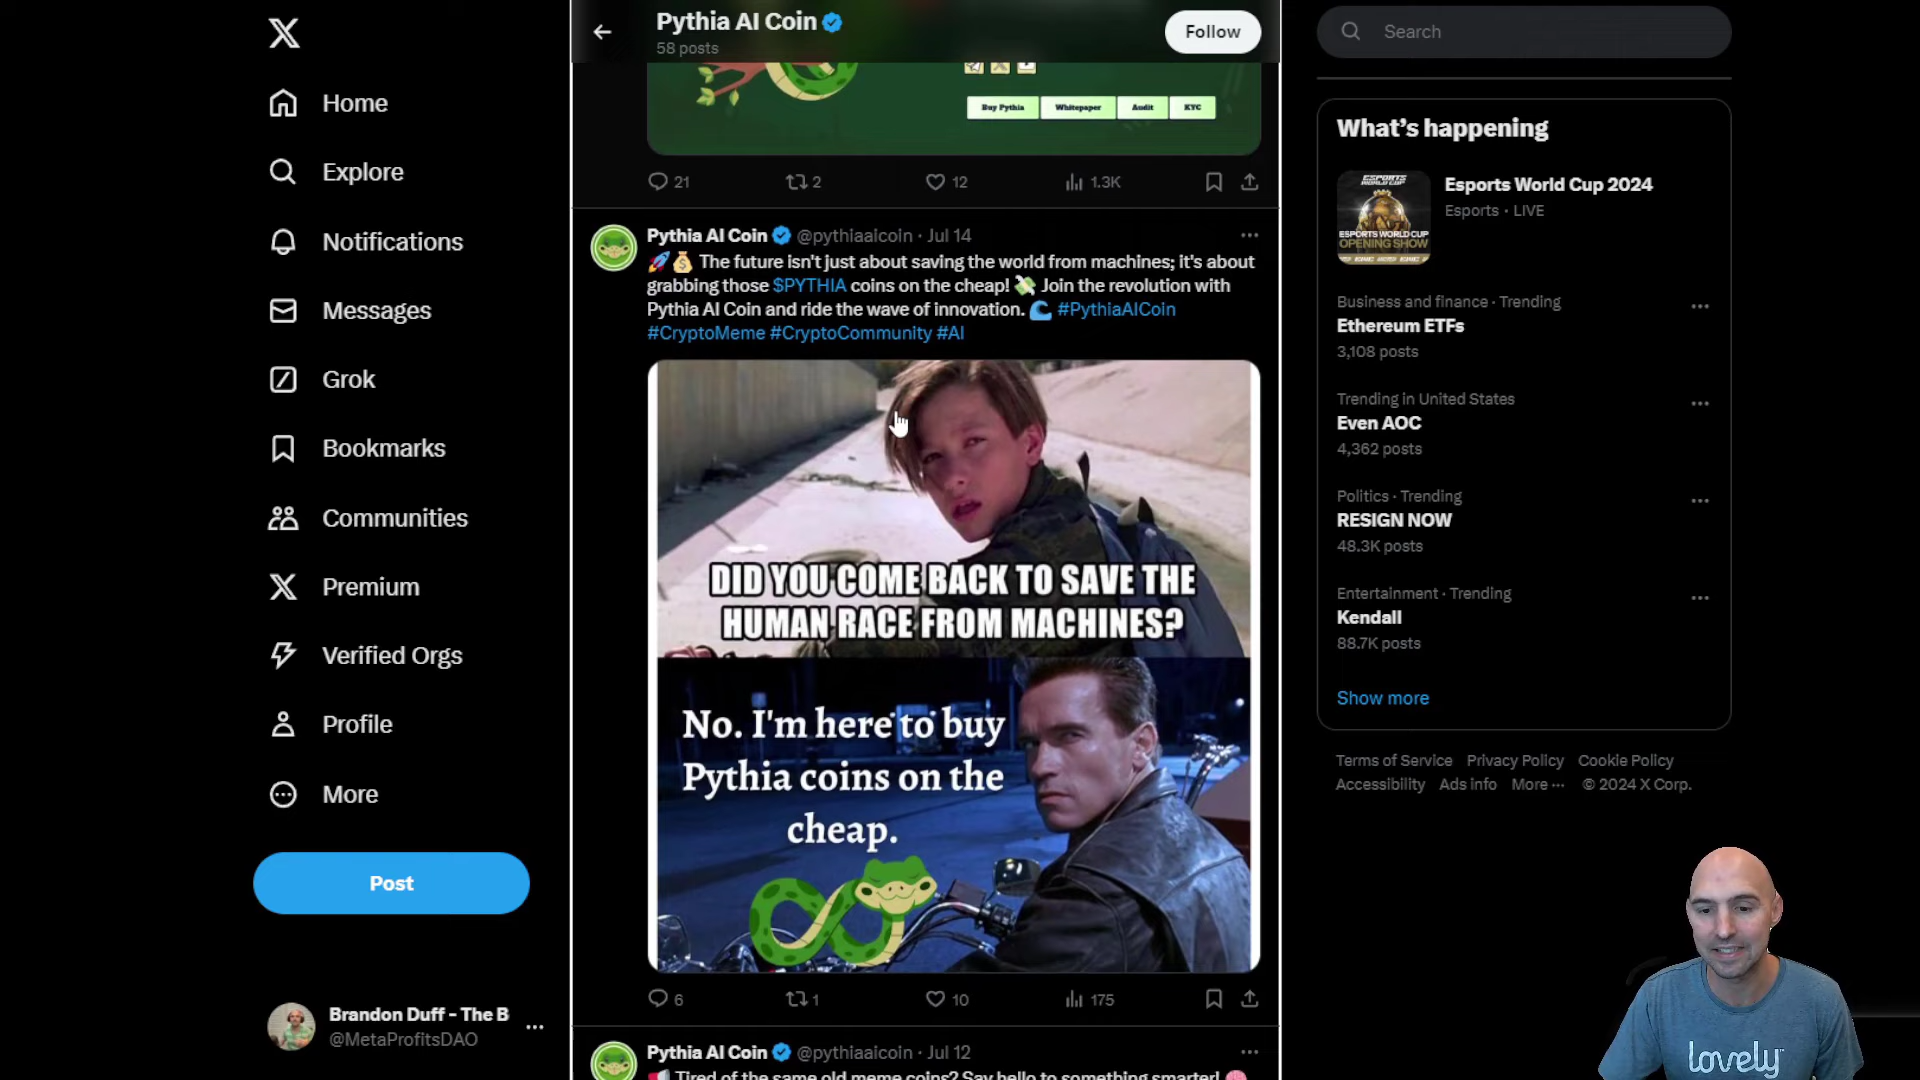 Home
Explore
Notifications
Messages
Grok
Bookmarks
Communities
Premium
Verified Orgs
Profile
More
Post
Brandon Duff - The B
@MetaProfitsDAO
Pythia AI Coin
58 posts
Follow
Buy Pythia Whitepaper Audit KYC
21 2 12 1.3K
Pythia AI Coin @pythiaaicoin · Jul 14
🚀💰 The future isn't just about saving the world from machines; it's about
grabbing those $PYTHIA coins on the cheap! 💸 Join the revolution with
Pythia AI Coin and ride the wave of innovation. 🌊 #PythiaAICoin
#CryptoMeme #CryptoCommunity #AI
DID YOU COME BACK TO SAVE THE
HUMAN RACE FROM MACHINES?
No. I'm here to buy
Pythia coins on the
cheap.
6 1 10 175
Pythia AI Coin @pythiaaicoin · Jul 12
Tired of the same old meme coins? Say hello to something smarter!
Search
What's happening
ESPORTS
WORLD CUP
ESPORTS WORLD CUP
OPENING SHOW
Esports World Cup 2024
Esports · LIVE
Business and finance · Trending
Ethereum ETFs
3,108 posts
Trending in United States
Even AOC
4,362 posts
Politics · Trending
RESIGN NOW
48.3K posts
Entertainment · Trending
Kendall
88.7K posts
Show more
Terms of Service Privacy Policy Cookie Policy
Accessibility Ads info More ··· © 2024 X Corp.
lovely